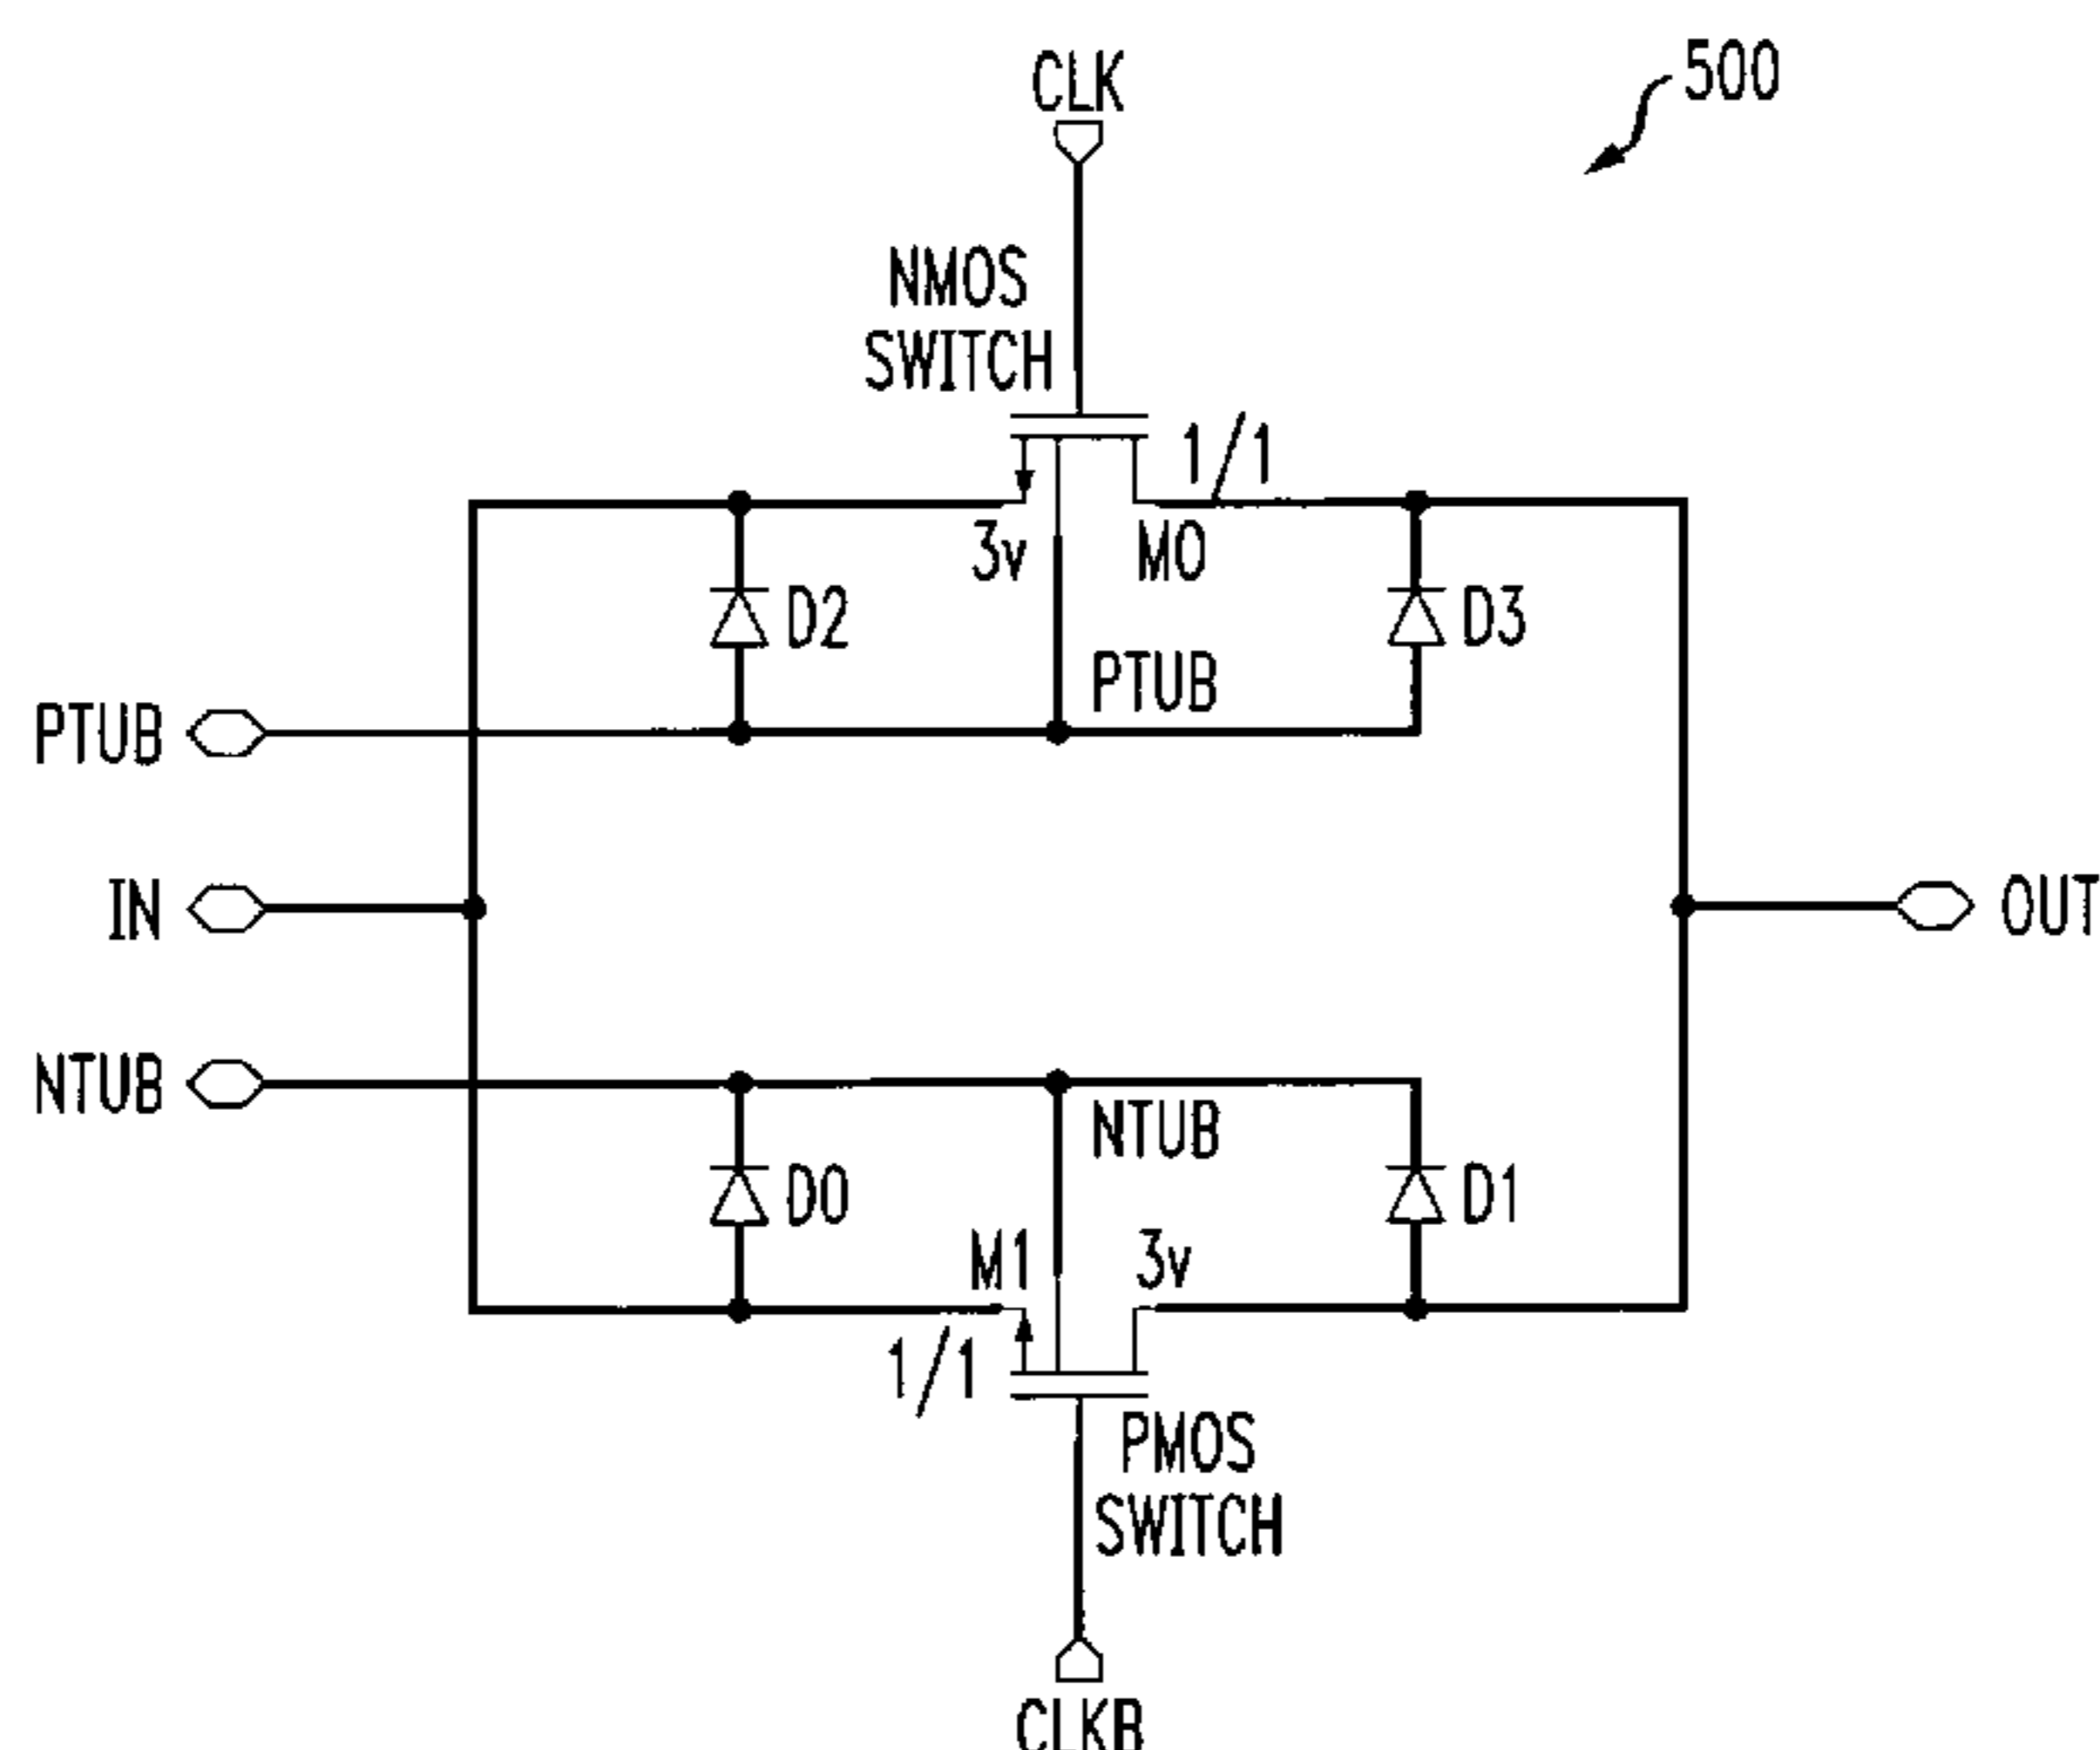 CLK
500
NMOS
SWITCH
1/1
3v
M0
D2
D3
PTUB
PTUB
IN
OUT
NTUB
NTUB
D0
D1
M1
3v
1/1
PMOS
SWITCH
CLKB